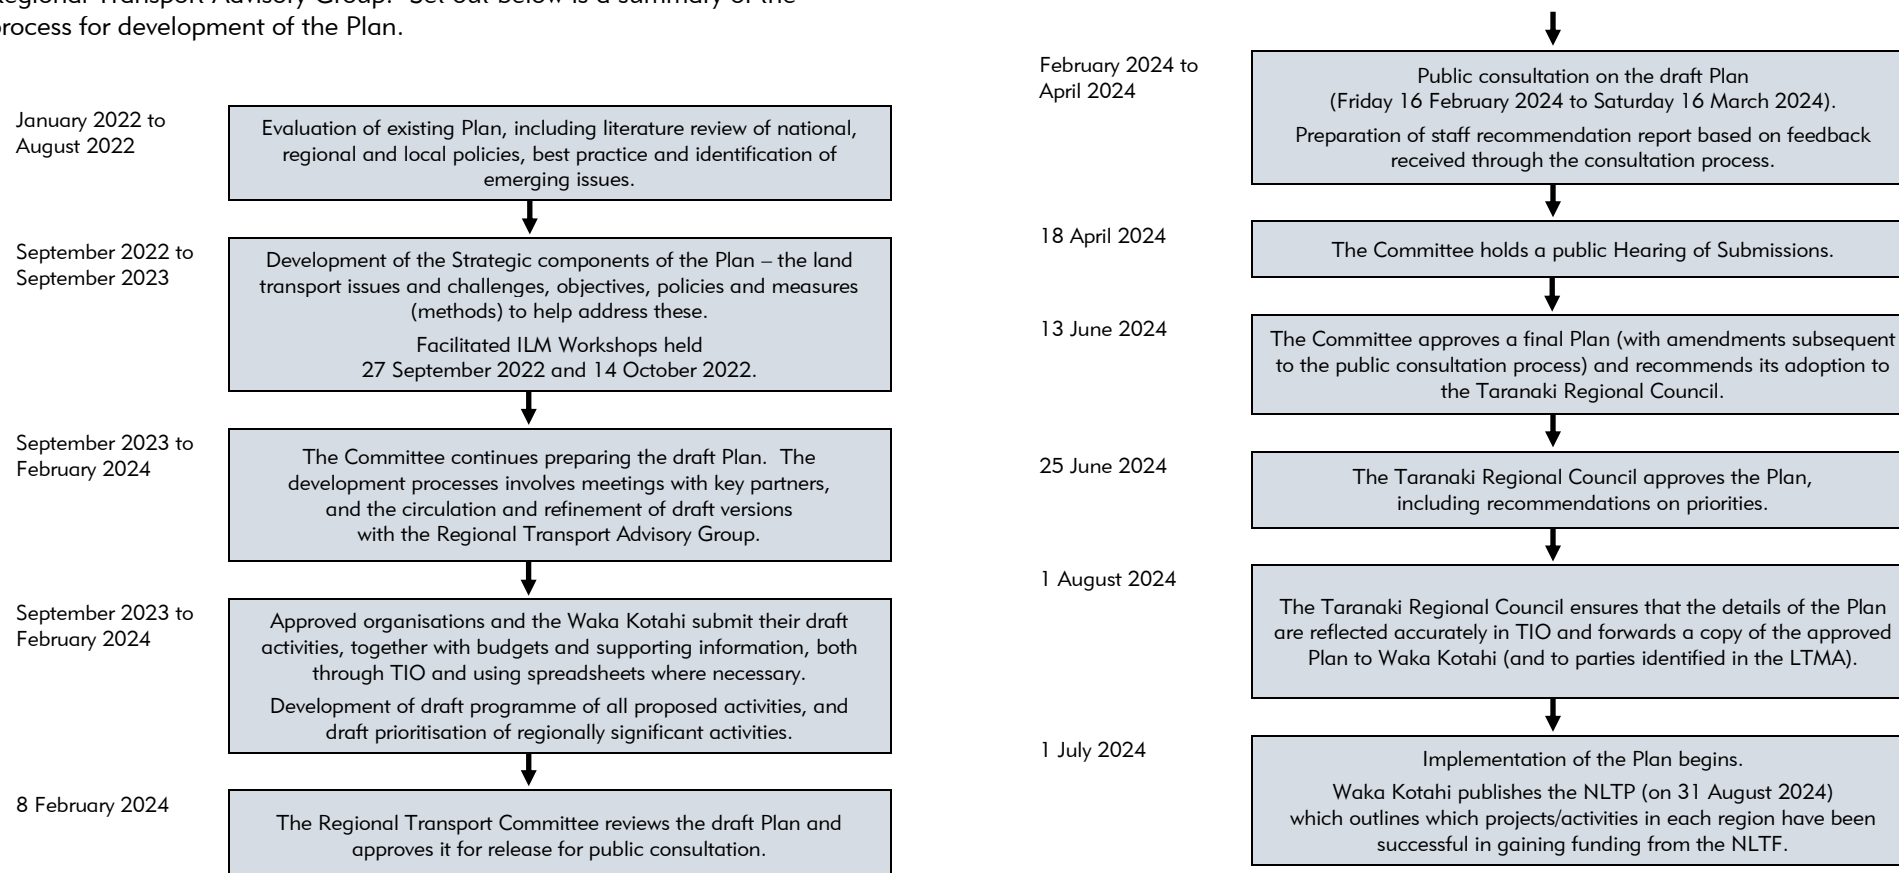 process for development of the Plan.
January 2022 to
August 2022
Evaluation of existing Plan, including literature review of national,
regional and local policies, best practice and identification of
emerging issues.
September 2022 to
September 2023
Development of the Strategic components of the Plan – the land
transport issues and challenges, objectives, policies and measures
(methods) to help address these.
Facilitated ILM Workshops held
27 September 2022 and 14 October 2022.
September 2023 to
February 2024
The Committee continues preparing the draft Plan. The
development processes involves meetings with key partners,
and the circulation and refinement of draft versions
with the Regional Transport Advisory Group.
September 2023 to
February 2024
Approved organisations and the Waka Kotahi submit their draft
activities, together with budgets and supporting information, both
through TIO and using spreadsheets where necessary.
Development of draft programme of all proposed activities, and
draft prioritisation of regionally significant activities.
8 February 2024
The Regional Transport Committee reviews the draft Plan and
approves it for release for public consultation.
February 2024 to
April 2024
Public consultation on the draft Plan
(Friday 16 February 2024 to Saturday 16 March 2024).
Preparation of staff recommendation report based on feedback
received through the consultation process.
18 April 2024
The Committee holds a public Hearing of Submissions.
13 June 2024
The Committee approves a final Plan (with amendments subsequent
to the public consultation process) and recommends its adoption to
the Taranaki Regional Council.
25 June 2024
The Taranaki Regional Council approves the Plan,
including recommendations on priorities.
1 August 2024
The Taranaki Regional Council ensures that the details of the Plan
are reflected accurately in TIO and forwards a copy of the approved
Plan to Waka Kotahi (and to parties identified in the LTMA).
1 July 2024
Implementation of the Plan begins.
Waka Kotahi publishes the NLTP (on 31 August 2024)
which outlines which projects/activities in each region have been
successful in gaining funding from the NLTF.